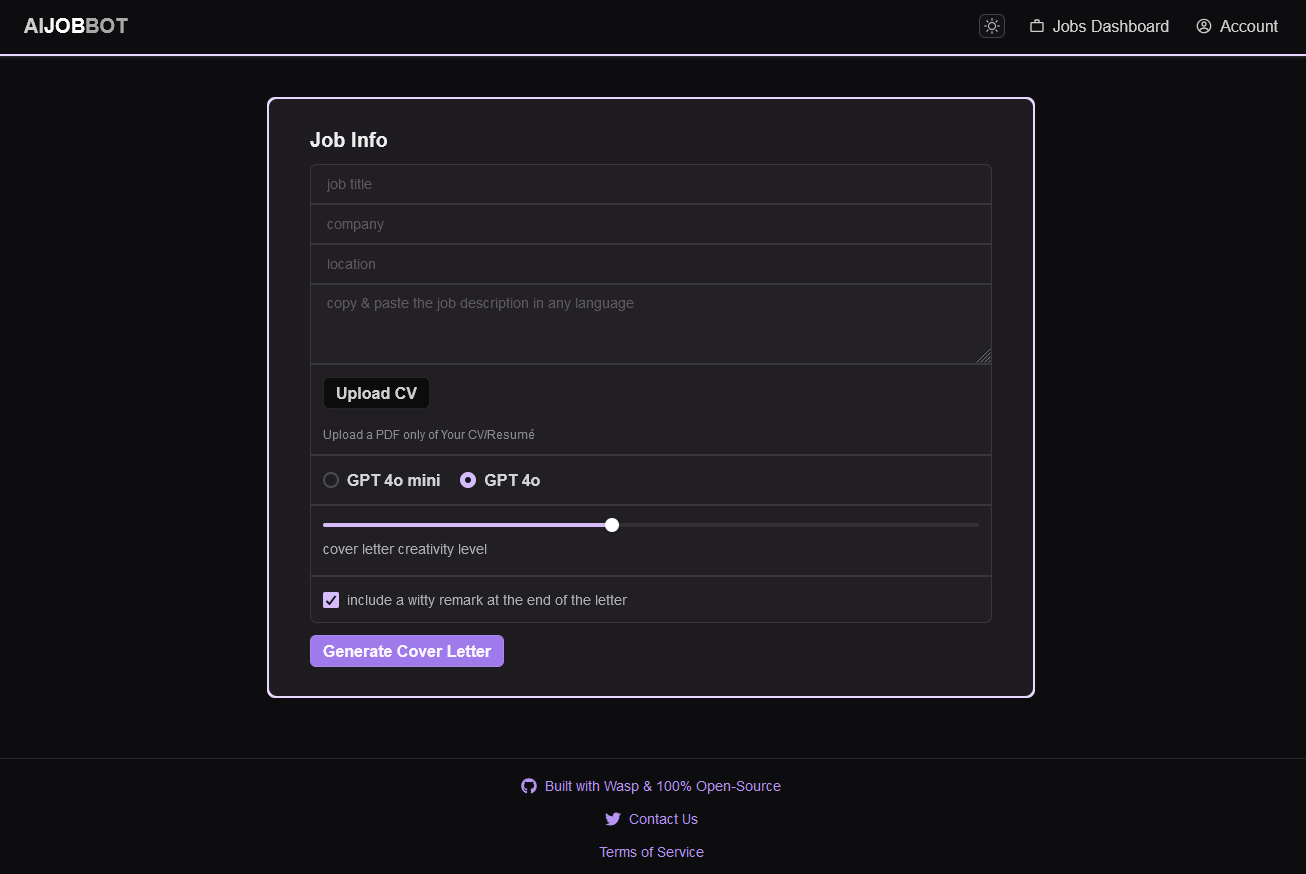 AIJOBBOT
Jobs Dashboard
Account
Job Info
job title
company
location
copy & paste the job description in any language
Upload CV
Upload a PDF only of Your CV/Resumé
GPT 4o mini
GPT 4o
cover letter creativity level
include a witty remark at the end of the letter
Generate Cover Letter
Built with Wasp & 100% Open-Source
Contact Us
Terms of Service